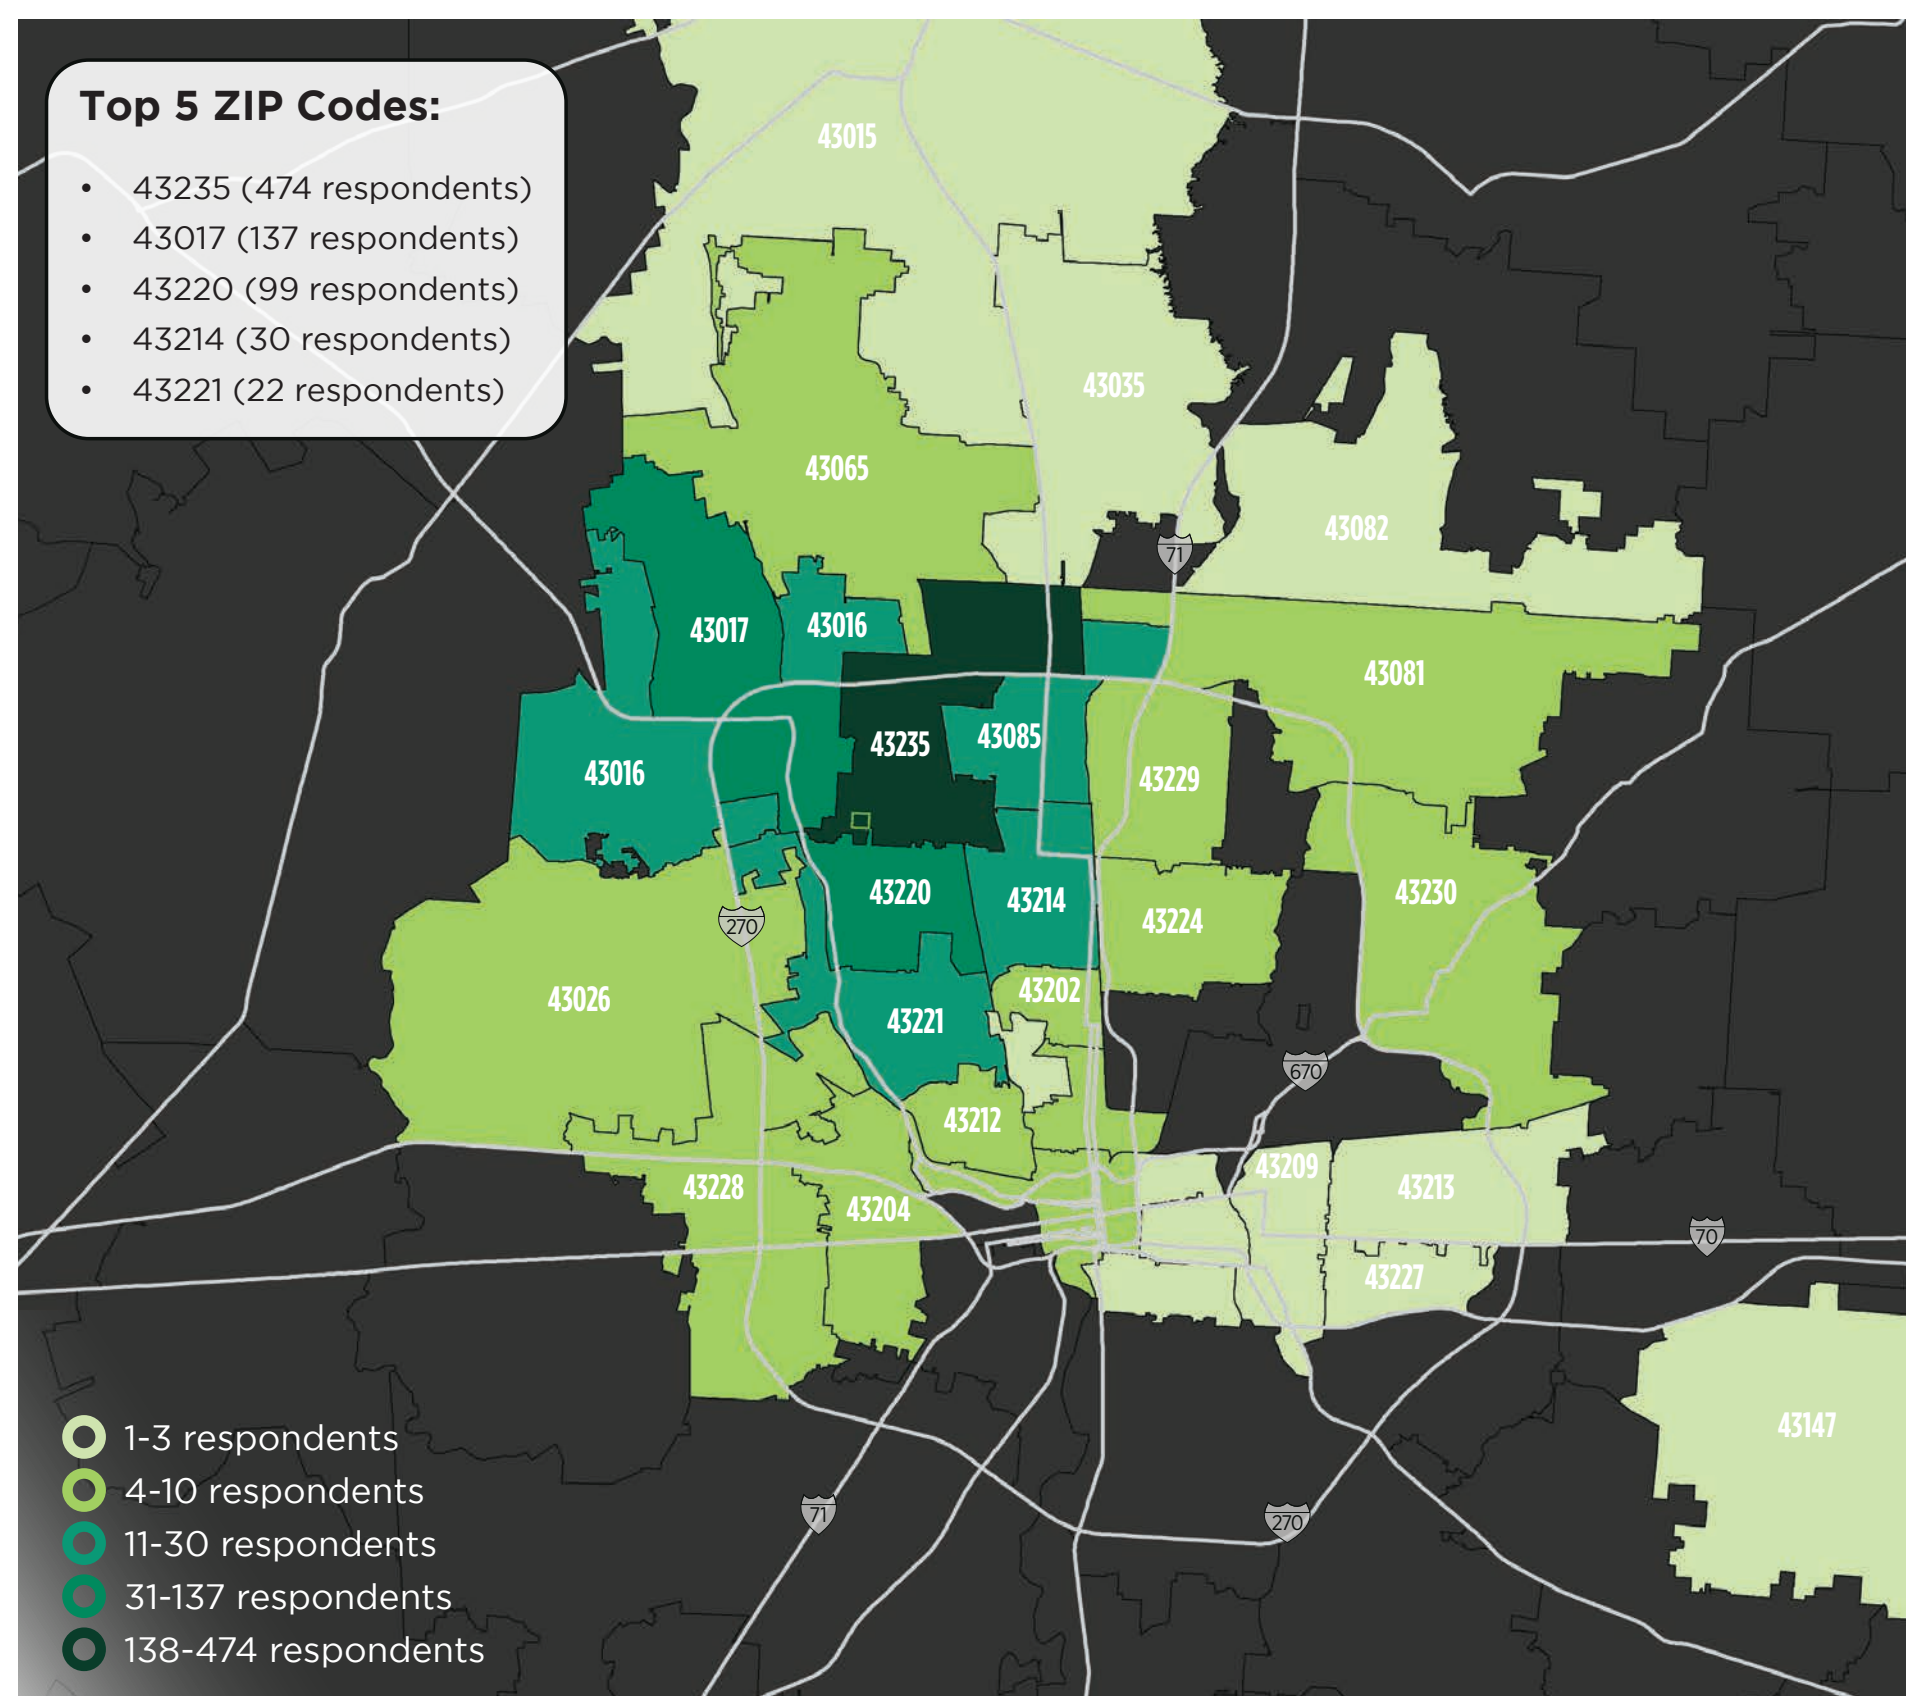 Top 5 ZIP Codes:
• 43235 (474 respondents)
• 43017 (137 respondents)
• 43220 (99 respondents)
• 43214 (30 respondents)
• 43221 (22 respondents)
43015
43035
43065
43082
71
43017
43016
43081
43235
43085
43016
43229
43220
43214
43230
43224
270
43026
43202
43221
670
43212
43209
43228
43213
43204
70
43227
43147
1-3 respondents
4-10 respondents
71
270
11-30 respondents
31-137 respondents
138-474 respondents